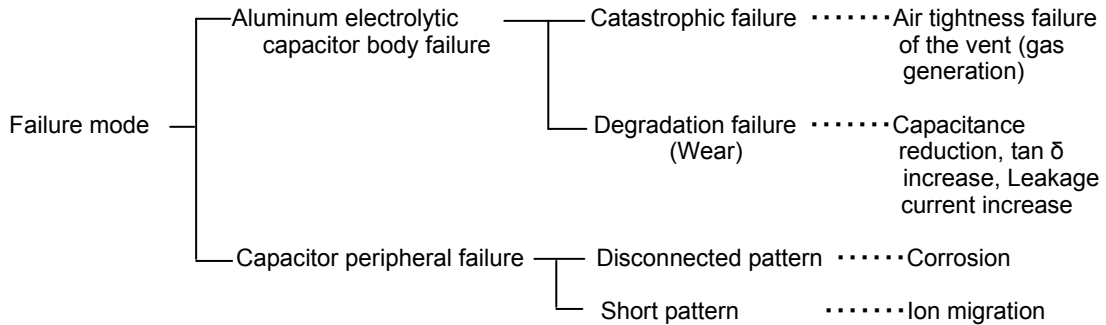 Failure mode
Aluminum electrolytic
capacitor body failure
Catastrophic failure
Air tightness failure
of the vent (gas
generation)
Degradation failure
(Wear)
Capacitance
reduction, tan δ
increase, Leakage
current increase
Capacitor peripheral failure
Disconnected pattern
Corrosion
Short pattern
Ion migration